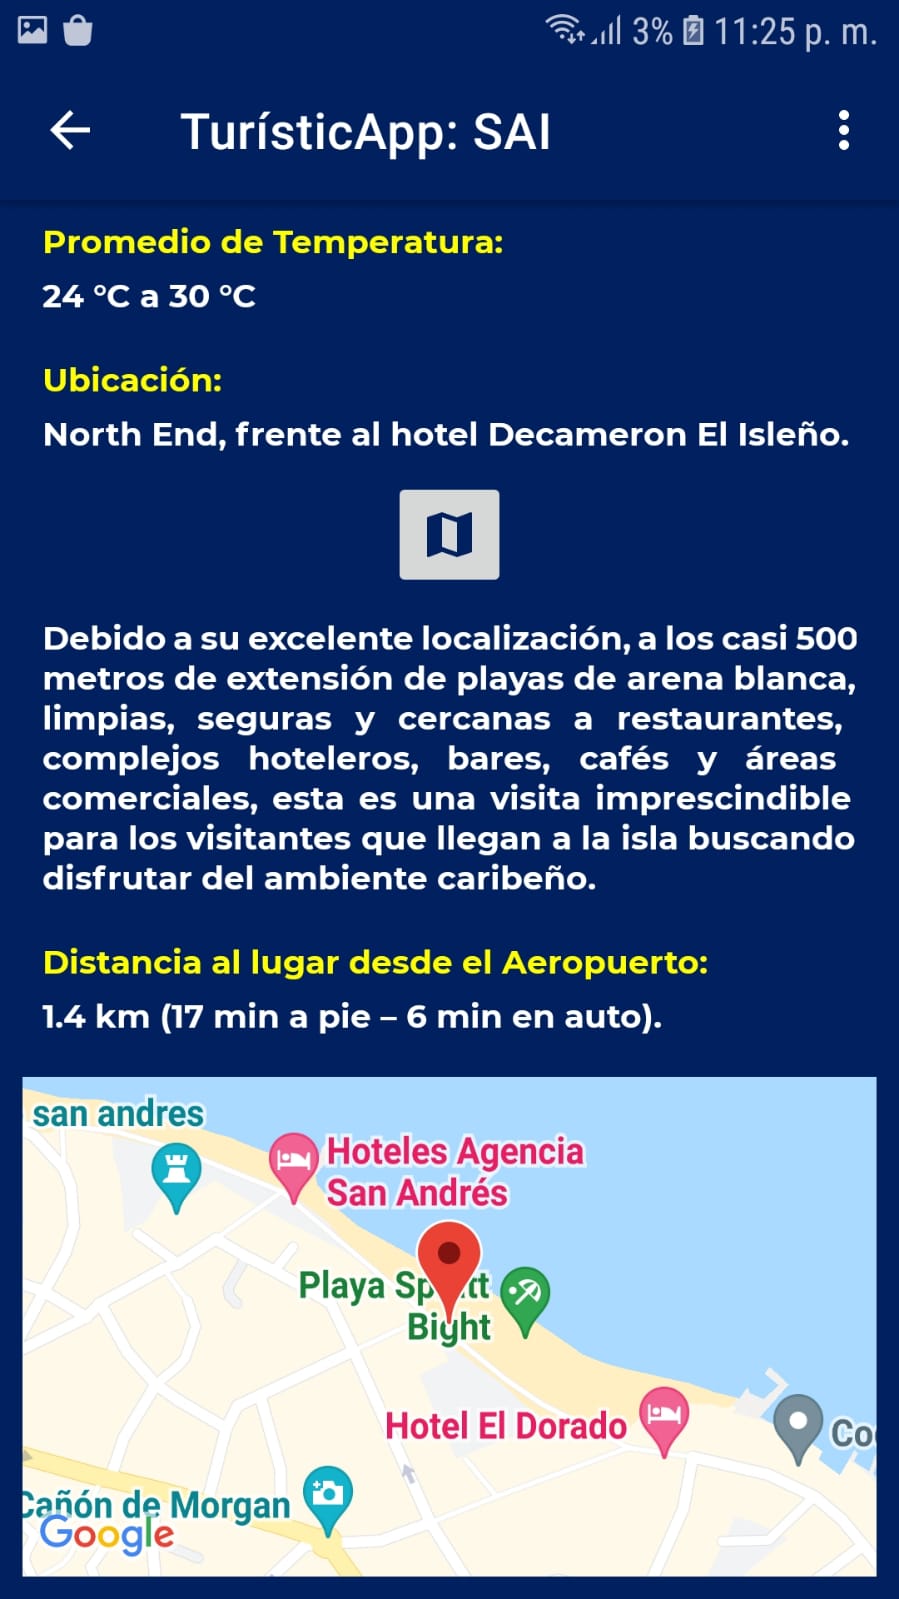 3% 11:25 p. m.
TurísticApp: SAI
Promedio de Temperatura:
24 °C a 30 °C
Ubicación:
North End, frente al hotel Decameron El Isleño.
Debido a su excelente localización, a los casi 500
metros de extensión de playas de arena blanca,
limpias, seguras y cercanas a restaurantes,
complejos hoteleros, bares, cafés y áreas
comerciales, esta es una visita imprescindible
para los visitantes que llegan a la isla buscando
disfrutar del ambiente caribeño.
Distancia al lugar desde el Aeropuerto:
1.4 km (17 min a pie – 6 min en auto).
san andres
Hoteles Agencia
San Andrés
Playa
Bight
Hotel El Dorado
Co
Cañón de Morgan
Google